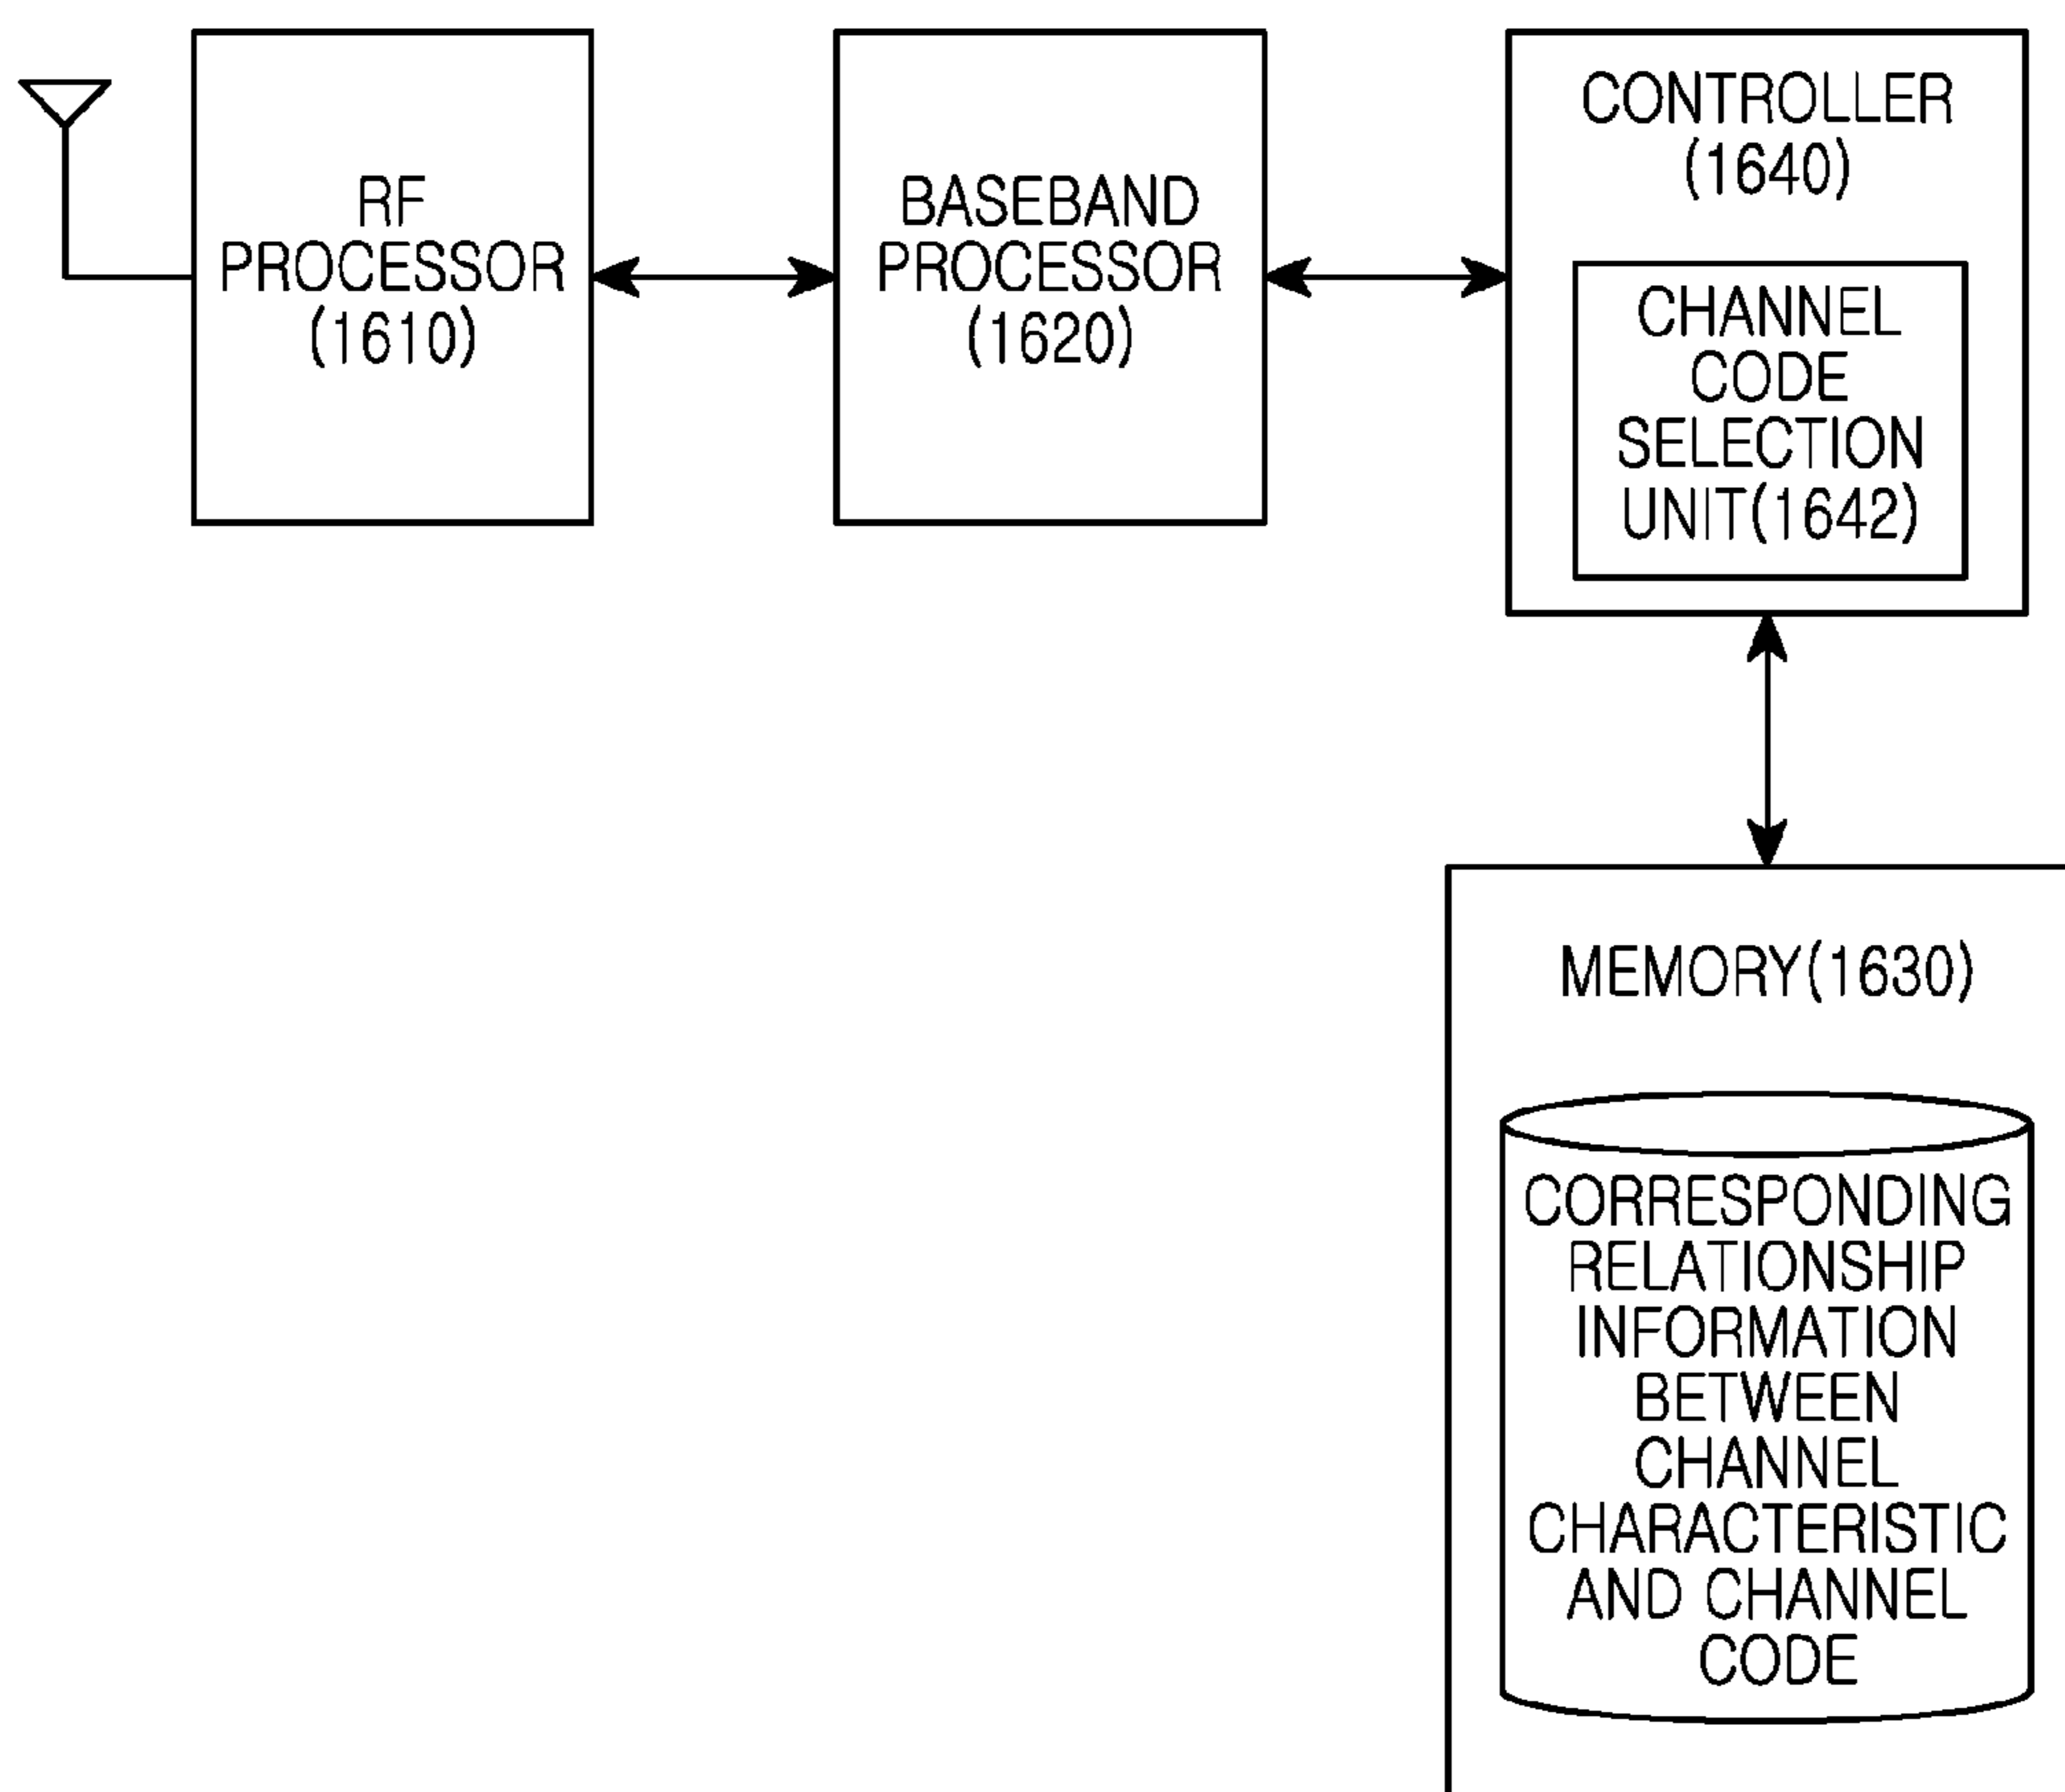 RF
PROCESSOR
(1610)
BASEBAND
PROCESSOR
(1620)
CONTROLLER
(1640)
CHANNEL
CODE
SELECTION
UNIT(1642)
MEMORY(1630)
CORRESPONDING
RELATIONSHIP
INFORMATION
BETWEEN
CHANNEL
CHARACTERISTIC
AND CHANNEL
CODE